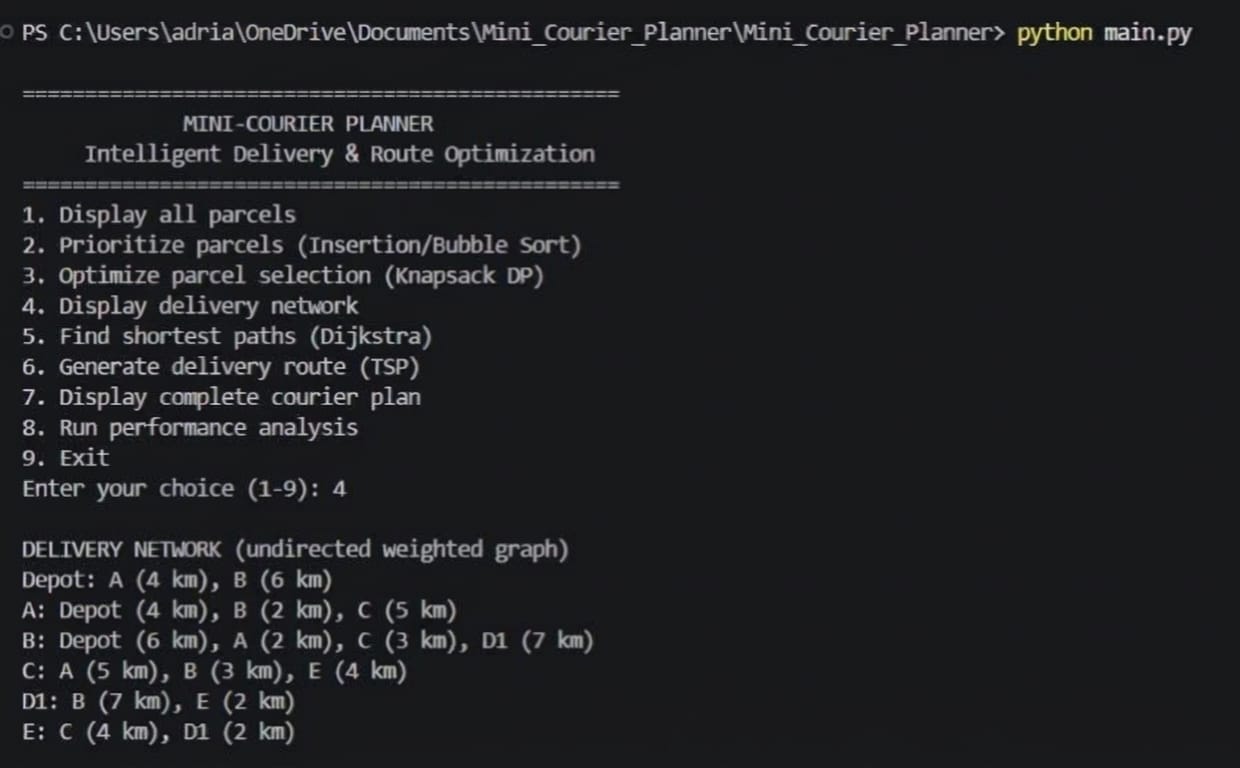 PS C:\Users\adria\OneDrive\Documents\Mini_Courier_Planner\Mini_Courier_Planner> python main.py
================================================
MINI-COURIER PLANNER
Intelligent Delivery & Route Optimization
================================================
1. Display all parcels
2. Prioritize parcels (Insertion/Bubble Sort)
3. Optimize parcel selection (Knapsack DP)
4. Display delivery network
5. Find shortest paths (Dijkstra)
6. Generate delivery route (TSP)
7. Display complete courier plan
8. Run performance analysis
9. Exit
Enter your choice (1-9): 4
DELIVERY NETWORK (undirected weighted graph)
Depot: A (4 km), B (6 km)
A: Depot (4 km), B (2 km), C (5 km)
B: Depot (6 km), A (2 km), C (3 km), D1 (7 km)
C: A (5 km), B (3 km), E (4 km)
D1: B (7 km), E (2 km)
E: C (4 km), D1 (2 km)